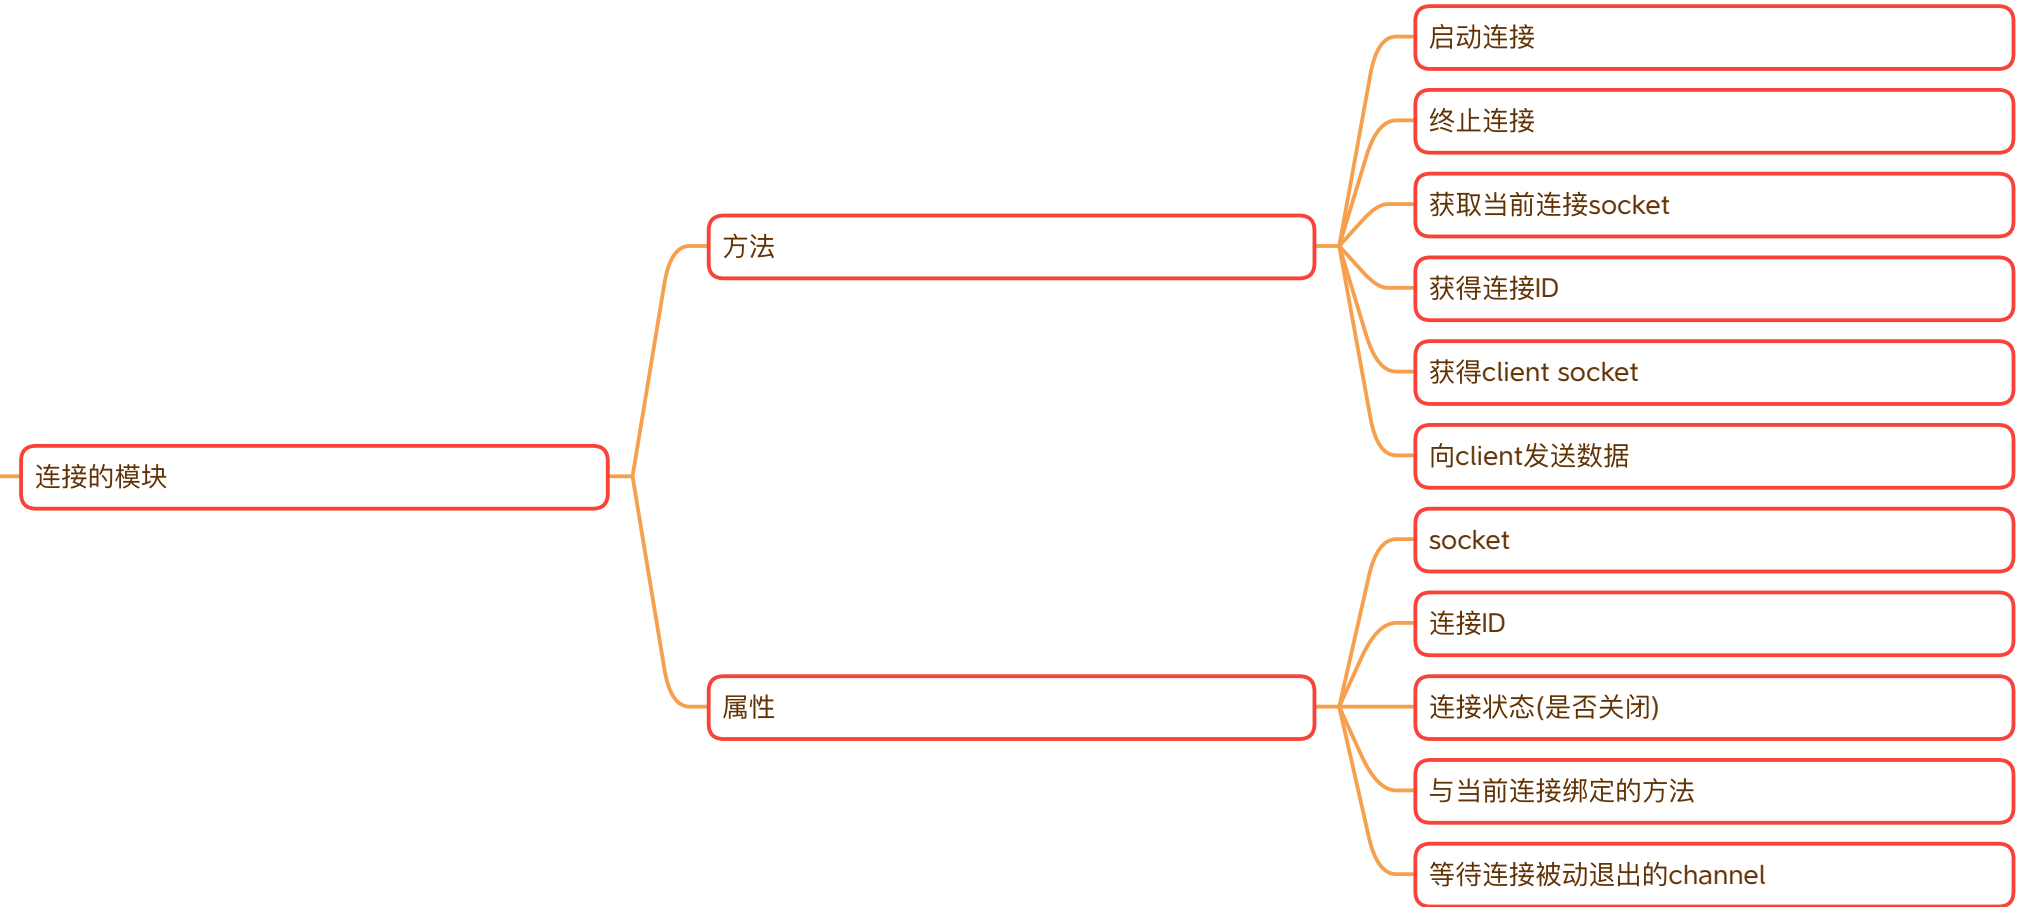 连接的模块
方法
启动连接
终止连接
获取当前连接socket
获得连接ID
获得client socket
向client发送数据
属性
socket
连接ID
连接状态(是否关闭)
与当前连接绑定的方法
等待连接被动退出的channel